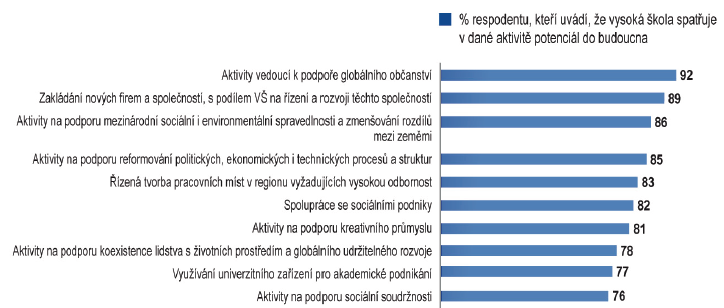 % respodentu, kteří uvádí, že vysoká škola spatřuje
v dané aktivitě potenciál do budoucna
Aktivity vedoucí k podpoře globálního občanství 92
Zakládání nových firem a společností, s podílem VŠ na řízení a rozvoji těchto společností 89
Aktivity na podporu mezinárodní sociální i environmentální spravedlnosti a zmenšování rozdílů 86
mezi zeměmi
Aktivity na podporu reformování politických, ekonomických i technických procesů a struktur 85
Řízená tvorba pracovních míst v regionu vyžadujících vysokou odbornost 83
Spolupráce se sociálními podniky 82
Aktivity na podporu kreativního průmyslu 81
Aktivity na podporu koexistence lidstva s životních prostředím a globálního udržitelného rozvoje 78
Využívání univerzitního zařízení pro akademické podnikání 77
Aktivity na podporu sociální soudržnosti 76